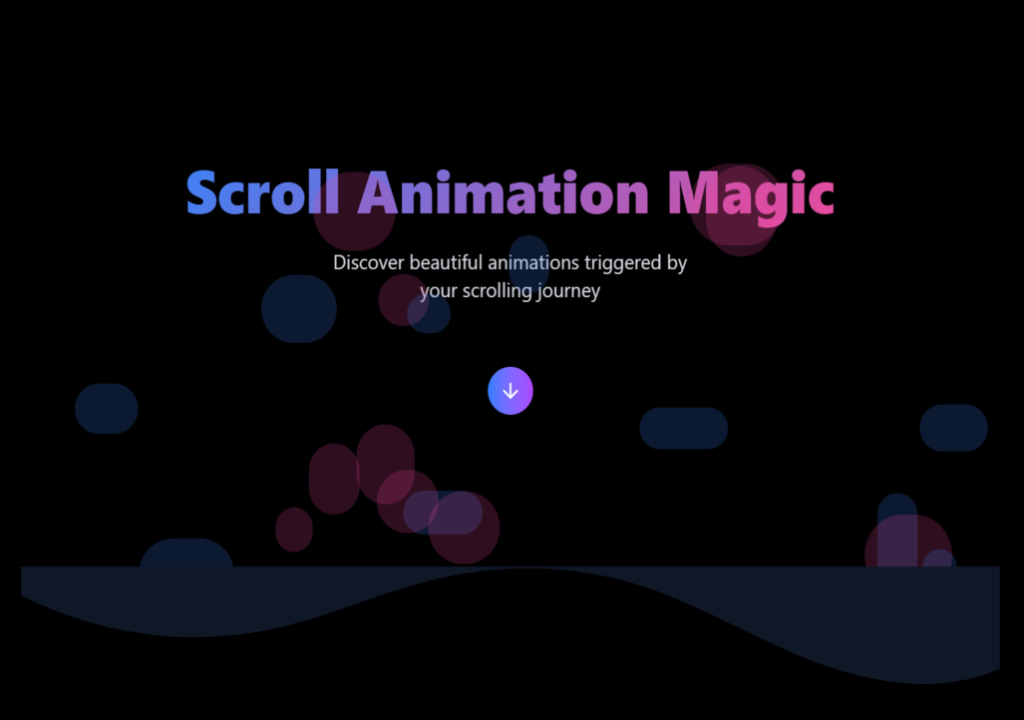 Scroll Animation Magic
Discover beautiful animations triggered by
your scrolling journey